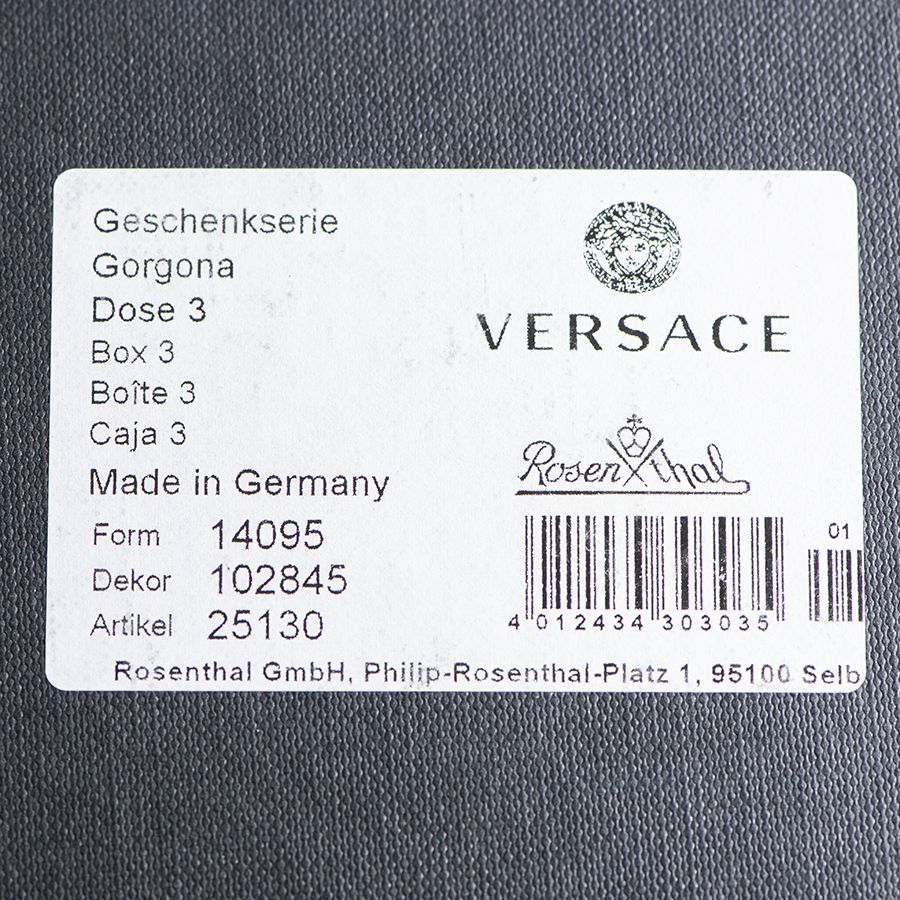 Geschenkserie
Gorgona
Dose 3
Box 3
Boîte 3
Caja 3
Made in Germany
Form 14095
Dekor 102845
Artikel 25130
VERSACE
Rosenthal
01
4 012434 303035
Rosenthal GmbH, Philip-Rosenthal-Platz 1, 95100 Selb